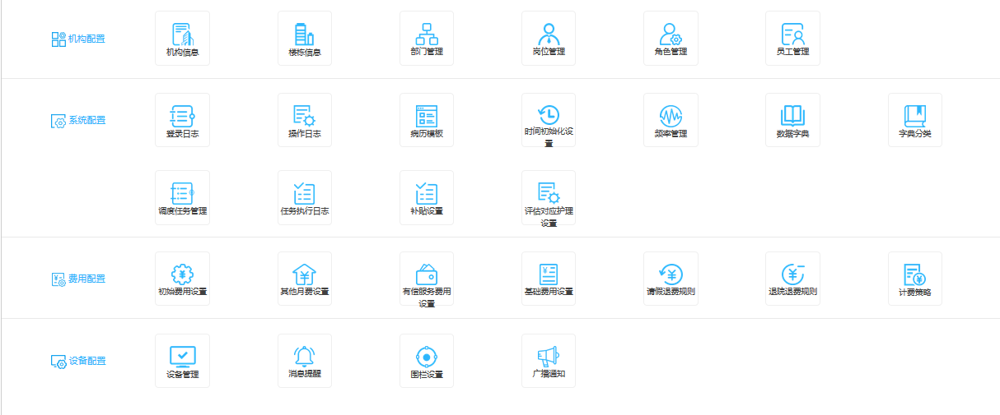 机构配置
机构信息
楼栋信息
部门管理
岗位管理
角色管理
员工管理
系统配置
登录日志
操作日志
病历模板
时间初始化设
置
频率管理
数据字典
字典分类
调度任务管理
任务执行日志
补贴设置
评估对应护理
设置
费用配置
初始费用设置
其他月费设置
有偿服务费用
设置
基础费用设置
请假退费规则
退院退费规则
计费策略
设备配置
设备管理
消息提醒
围栏设置
广播通知